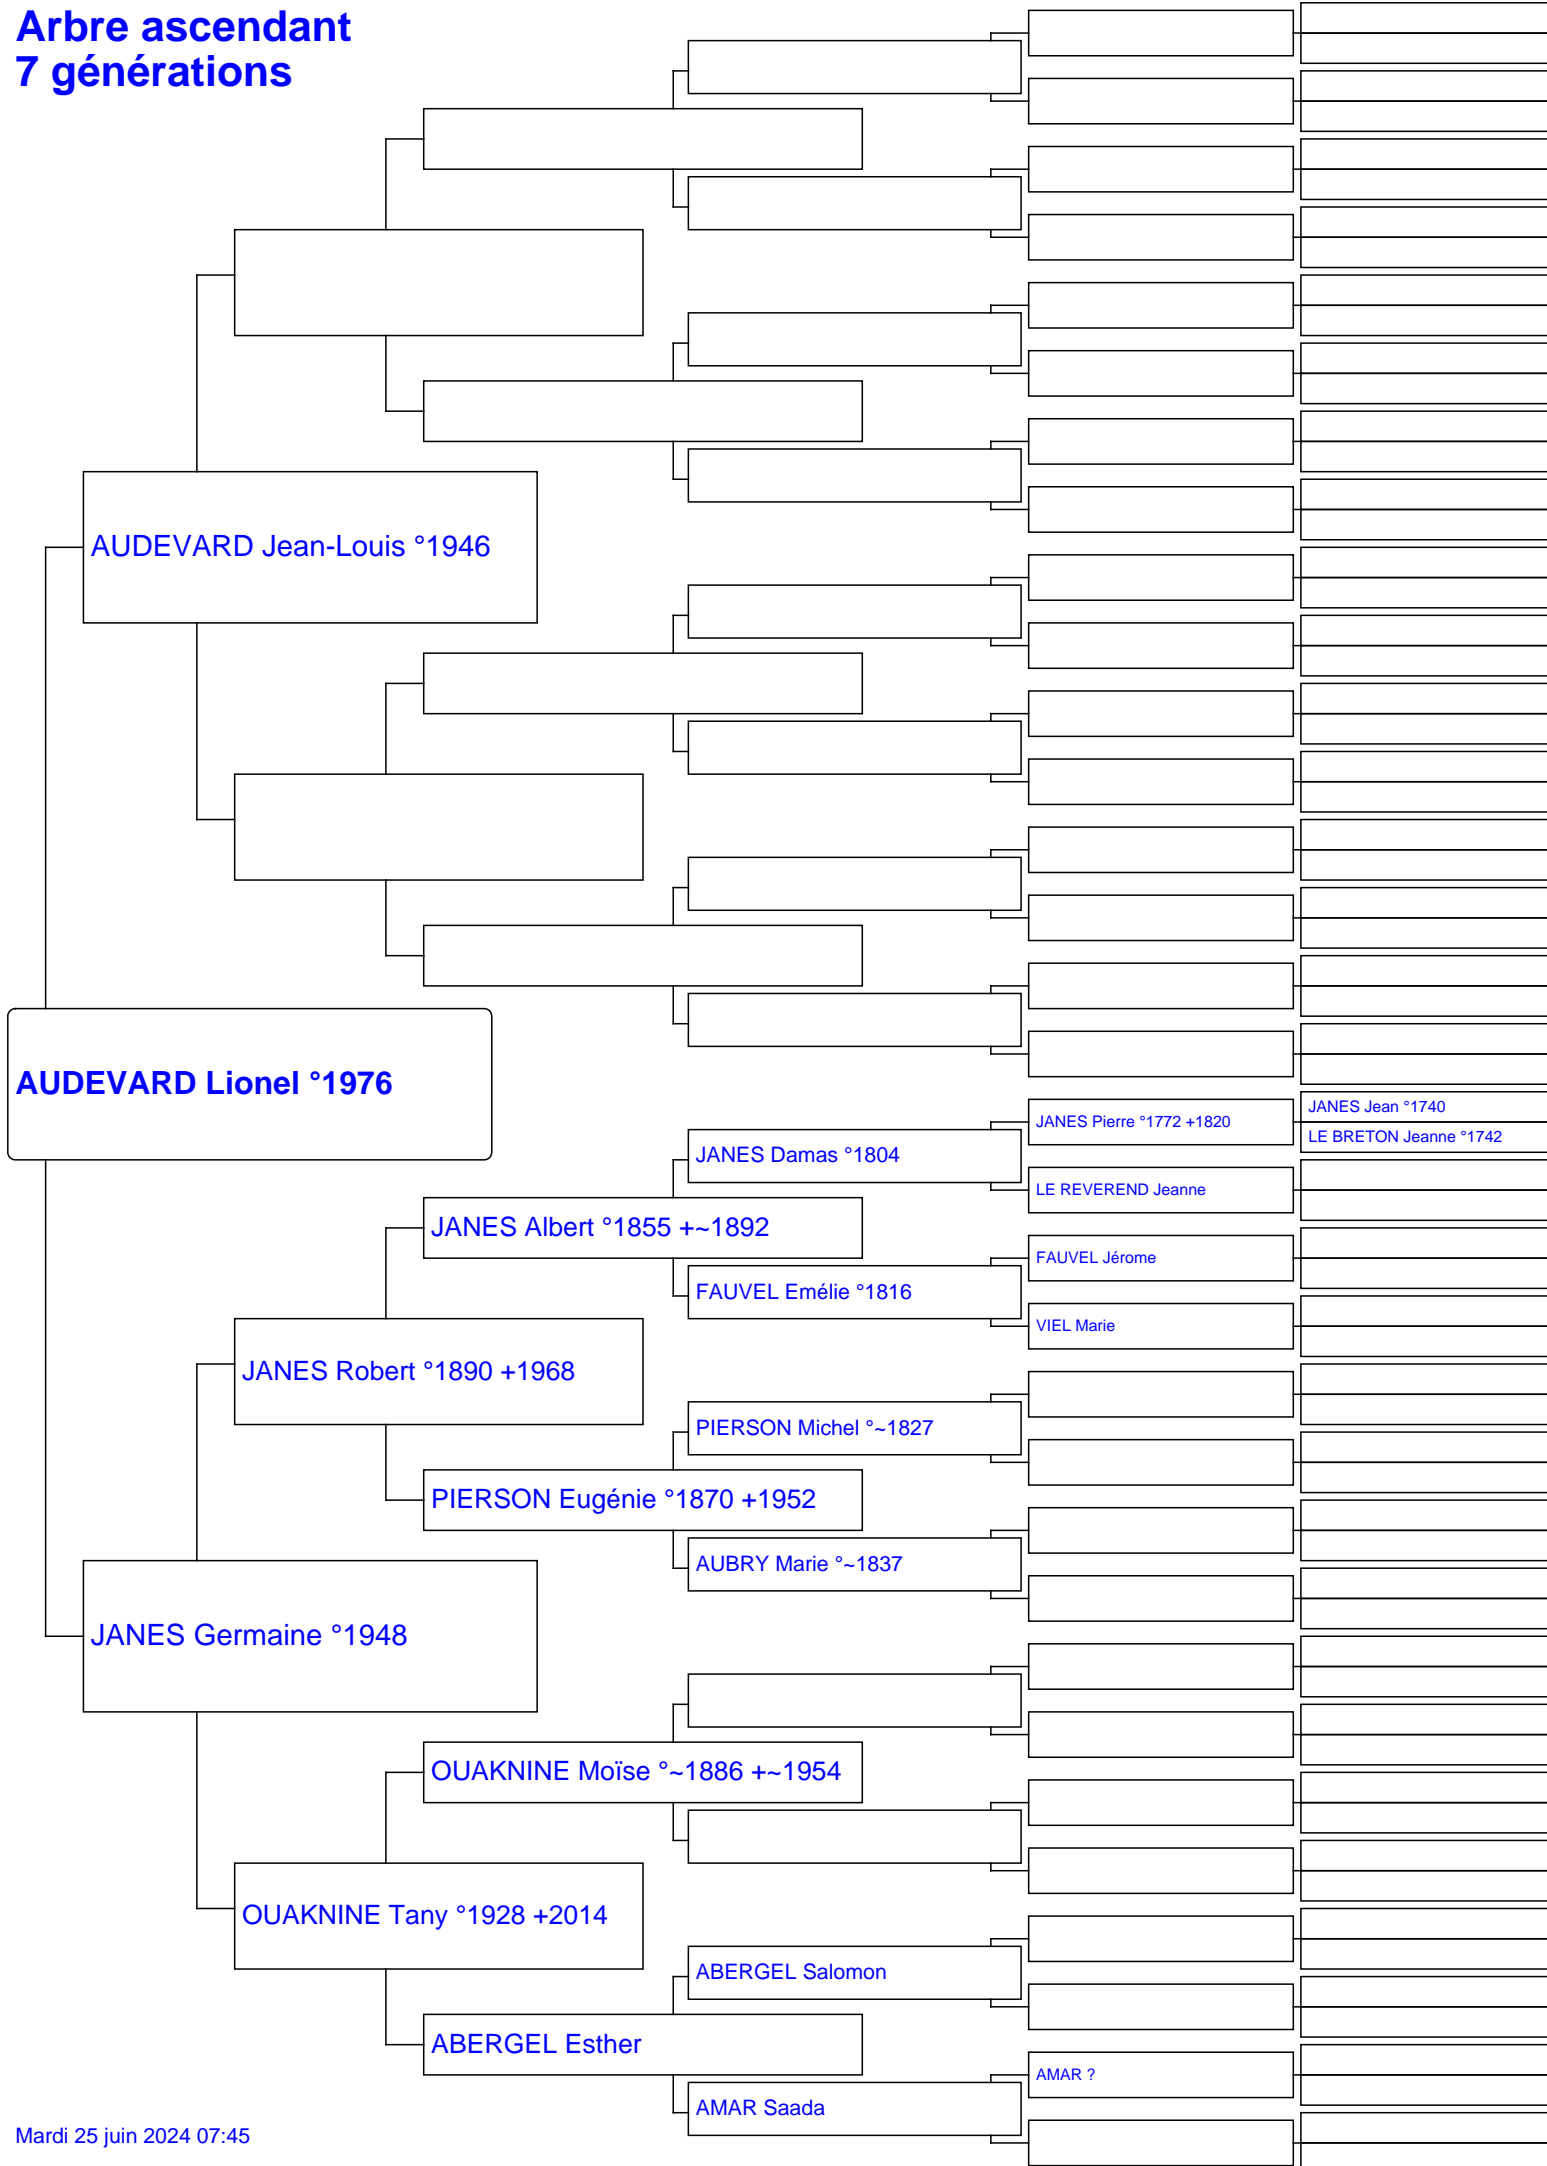 Arbre ascendant
7 générations
AUDEVARD Jean-Louis °1946
AUDEVARD Lionel °1976
JANES Pierre °1772 +1820
JANES Jean °1740
LE BRETON Jeanne °1742
JANES Damas °1804
LE REVEREND Jeanne
JANES Albert °1855 +~1892
FAUVEL Jérome
FAUVEL Emélie °1816
VIEL Marie
JANES Robert °1890 +1968
PIERSON Michel °~1827
PIERSON Eugénie °1870 +1952
AUBRY Marie °~1837
JANES Germaine °1948
OUAKNINE Moïse °~1886 +~1954
OUAKNINE Tany °1928 +2014
ABERGEL Salomon
ABERGEL Esther
AMAR ?
AMAR Saada
Mardi 25 juin 2024 07:45